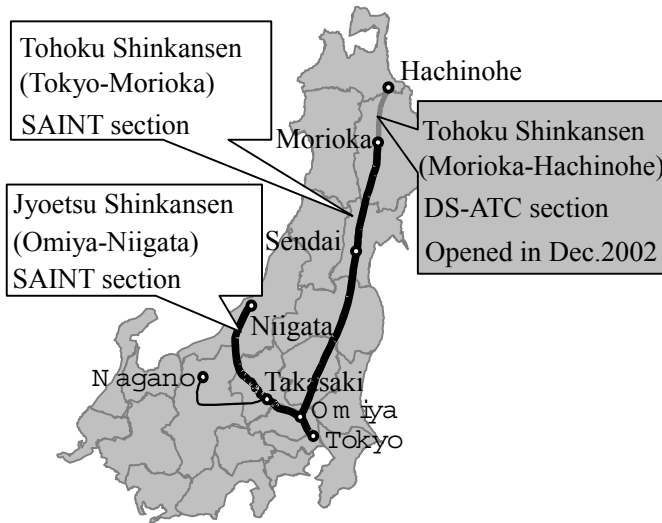 Tohoku Shinkansen
(Tokyo-Morioka)
SAINT section
Hachinohe
Morioka
Tohoku Shinkansen
(Morioka-Hachinohe)
DS-ATC section
Opened in Dec.2002
Jyoetsu Shinkansen
(Omiya-Niigata)
SAINT section
Sendai
Niigata
Nagano
Takasaki
Omiya
Tokyo